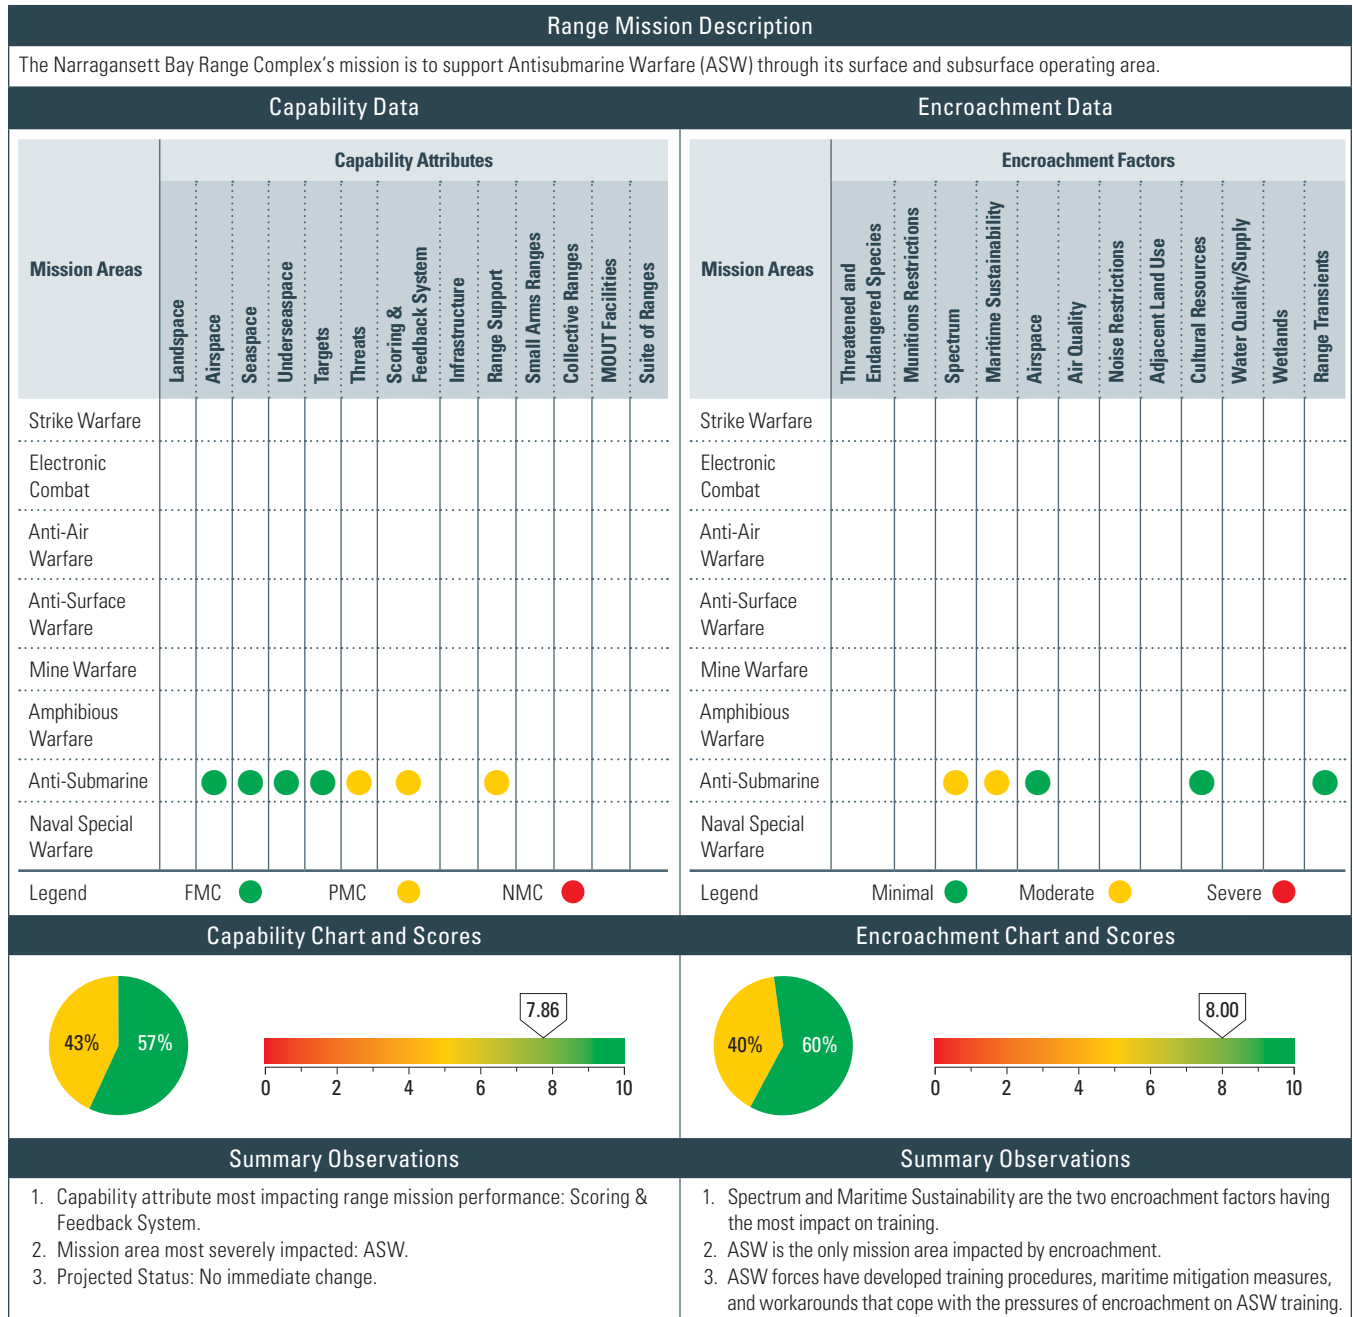 Range Mission Description
The Narragansett Bay Range Complex's mission is to support Antisubmarine Warfare (ASW) through its surface and subsurface operating area.
Capability Data
Mission Areas
Capability Attributes
Landspace
Airspace
Seaspace
Underseaspace
Targets
Threats
Scoring &
Feedback System
Infrastructure
Range Support
Small Arms Ranges
Collective Ranges
MOUT Facilities
Suite of Ranges
Strike Warfare
Electronic
Combat
Anti-Air
Warfare
Anti-Surface
Warfare
Mine Warfare
Amphibious
Warfare
Anti-Submarine
Naval Special
Warfare
Legend FMC PMC NMC
Encroachment Data
Mission Areas
Encroachment Factors
Threatened and
Endangered Species
Munitions Restrictions
Spectrum
Maritime Sustainability
Airspace
Air Quality
Noise Restrictions
Adjacent Land Use
Cultural Resources
Water Quality/Supply
Wetlands
Range Transients
Strike Warfare
Electronic
Combat
Anti-Air
Warfare
Anti-Surface
Warfare
Mine Warfare
Amphibious
Warfare
Anti-Submarine
Naval Special
Warfare
Legend Minimal Moderate Severe
Capability Chart and Scores
43% 57%
7.86
0 2 4 6 8 10
Encroachment Chart and Scores
40% 60%
8.00
0 2 4 6 8 10
Summary Observations
1. Capability attribute most impacting range mission performance: Scoring &
Feedback System.
2. Mission area most severely impacted: ASW.
3. Projected Status: No immediate change.
Summary Observations
1. Spectrum and Maritime Sustainability are the two encroachment factors having
the most impact on training.
2. ASW is the only mission area impacted by encroachment.
3. ASW forces have developed training procedures, maritime mitigation measures,
and workarounds that cope with the pressures of encroachment on ASW training.